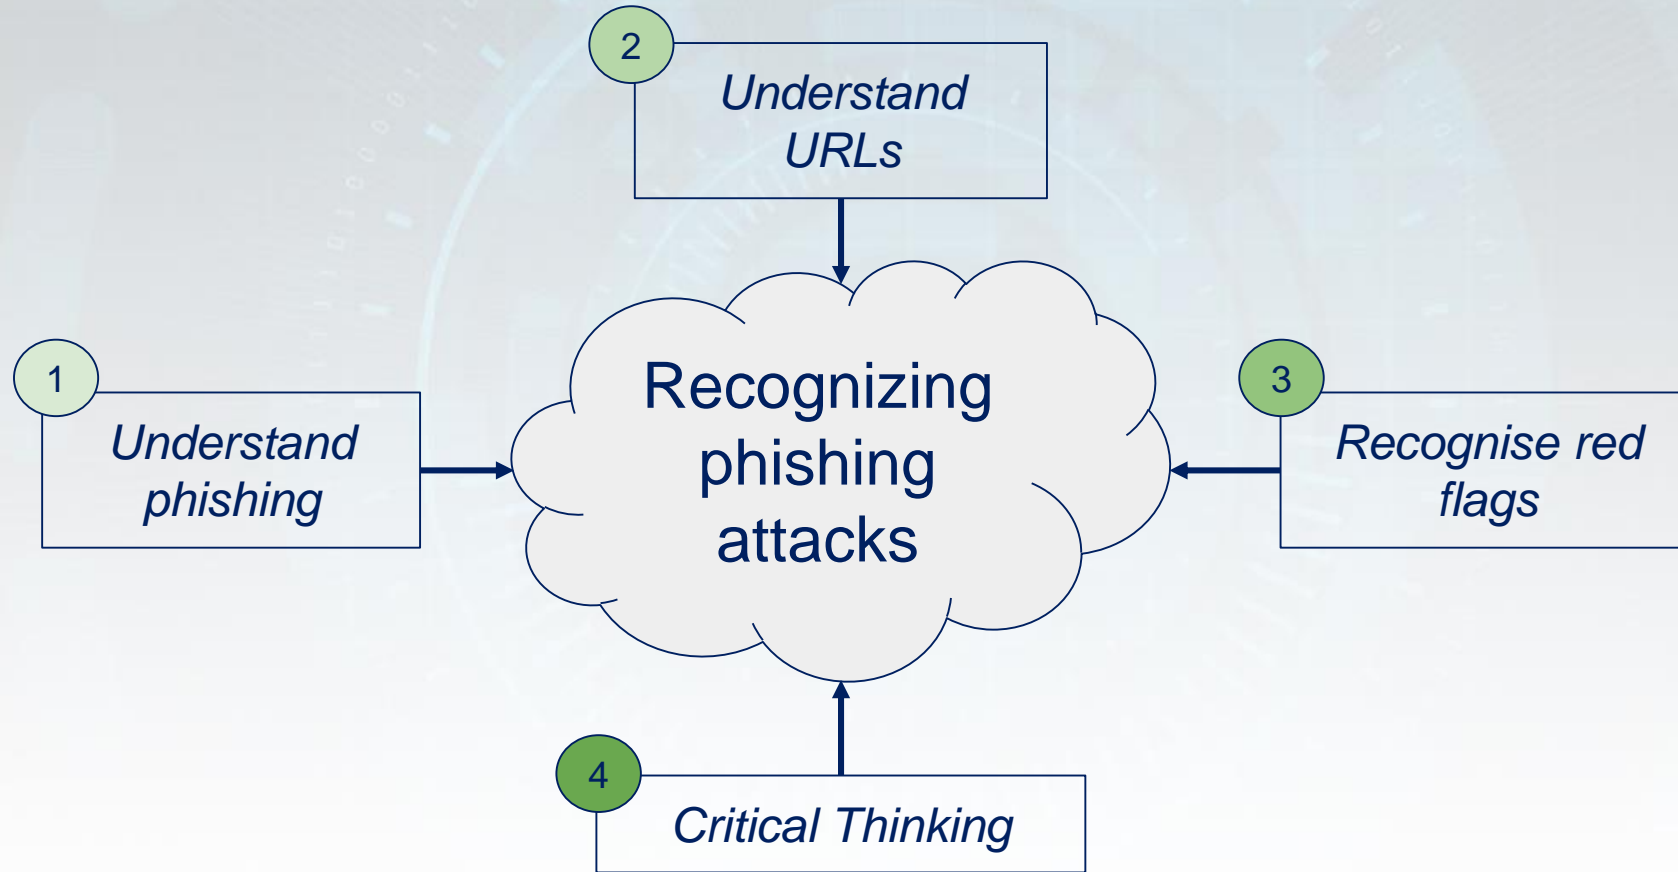 2
Understand
URLs
1
Understand
phishing
Recognizing
phishing
attacks
3
Recognise red
flags
4
Critical Thinking